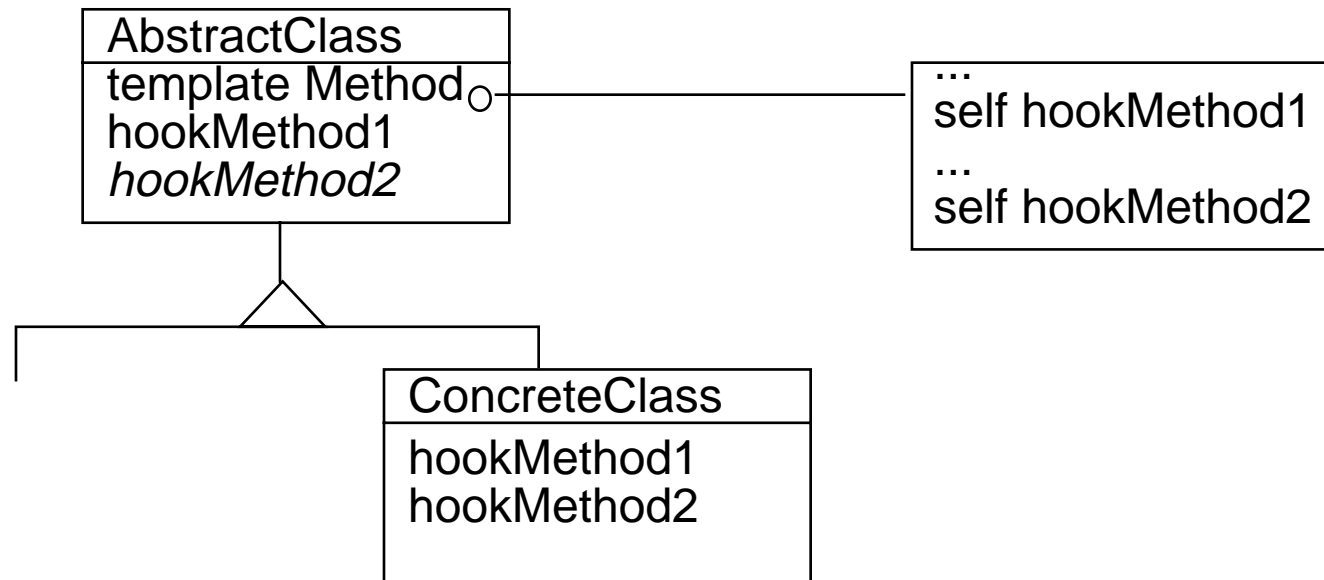 AbstractClass
template Method
hookMethod1
hookMethod2
...
self hookMethod1
...
self hookMethod2
ConcreteClass
hookMethod1
hookMethod2